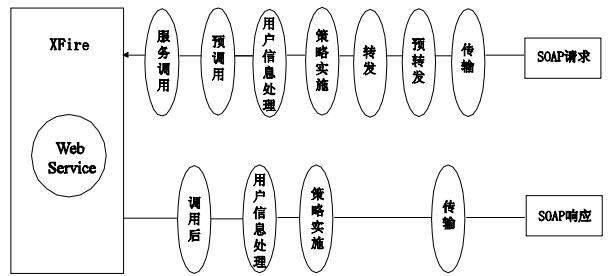 XFire
服务调用
预调用
用户信息处理
策略实施
转发
预转发
传输
SOAP请求
Web
Service
调用后
用户信息处理
策略实施
传输
SOAP响应